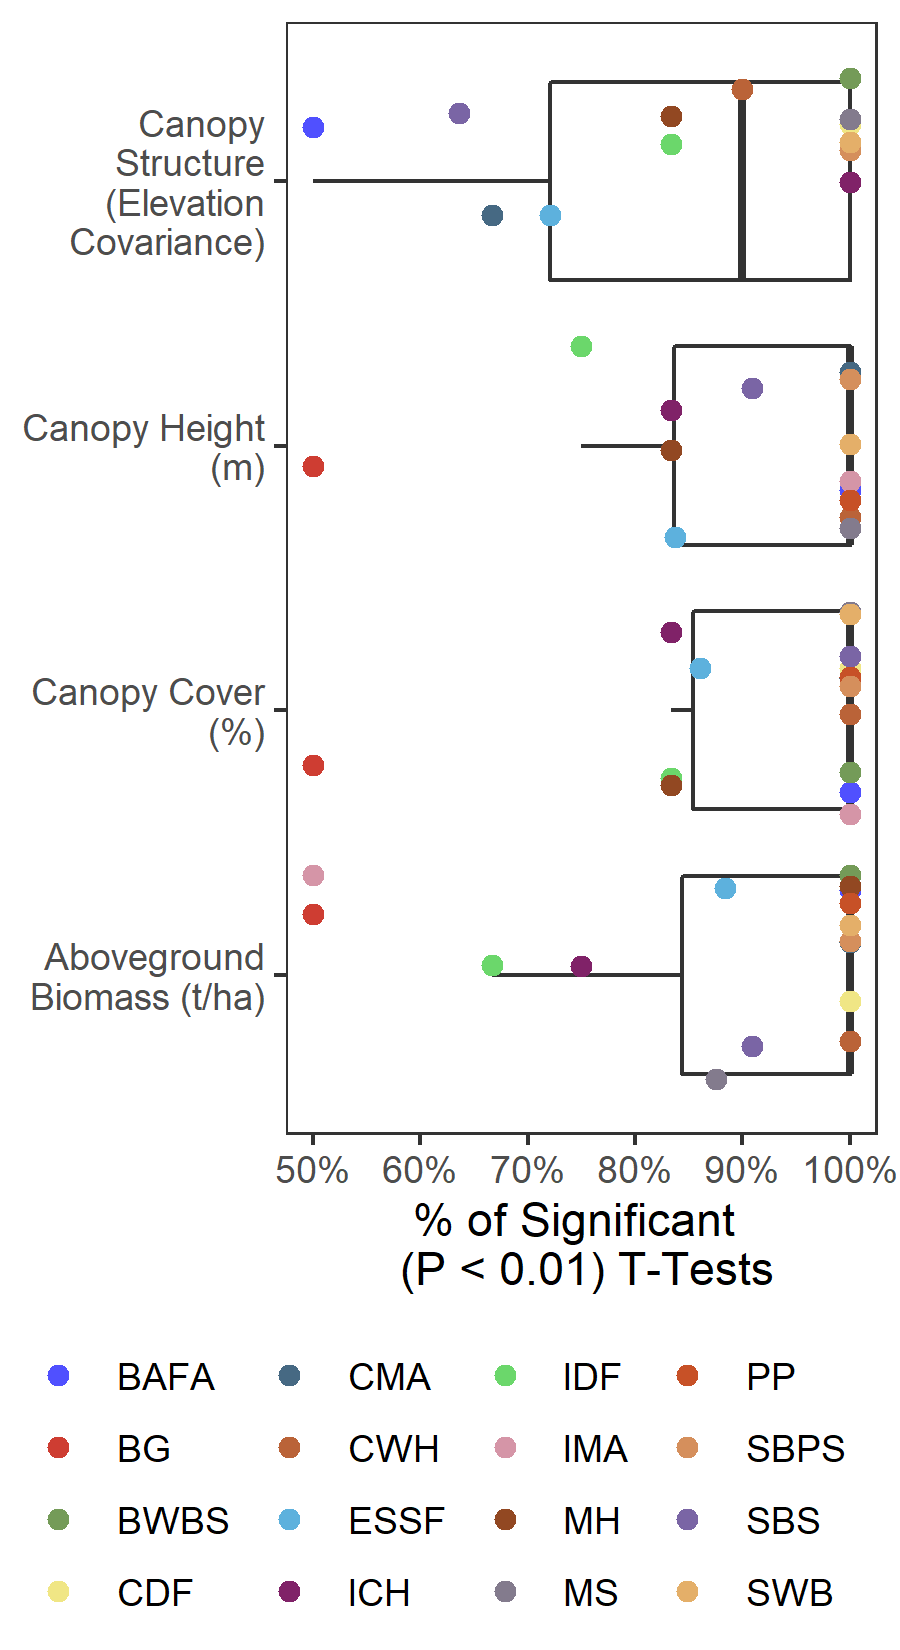 Canopy
Structure
(Elevation
Covariance)
Canopy Height
(m)
Canopy Cover
(%)
Aboveground
Biomass (t/ha)
50% 60% 70% 80% 90% 100%
% of Significant
(P < 0.01) T-Tests
BAFA CMA IDF PP
BG CWH IMA SBPS
BWBS ESSF MH SBS
CDF ICH MS SWB